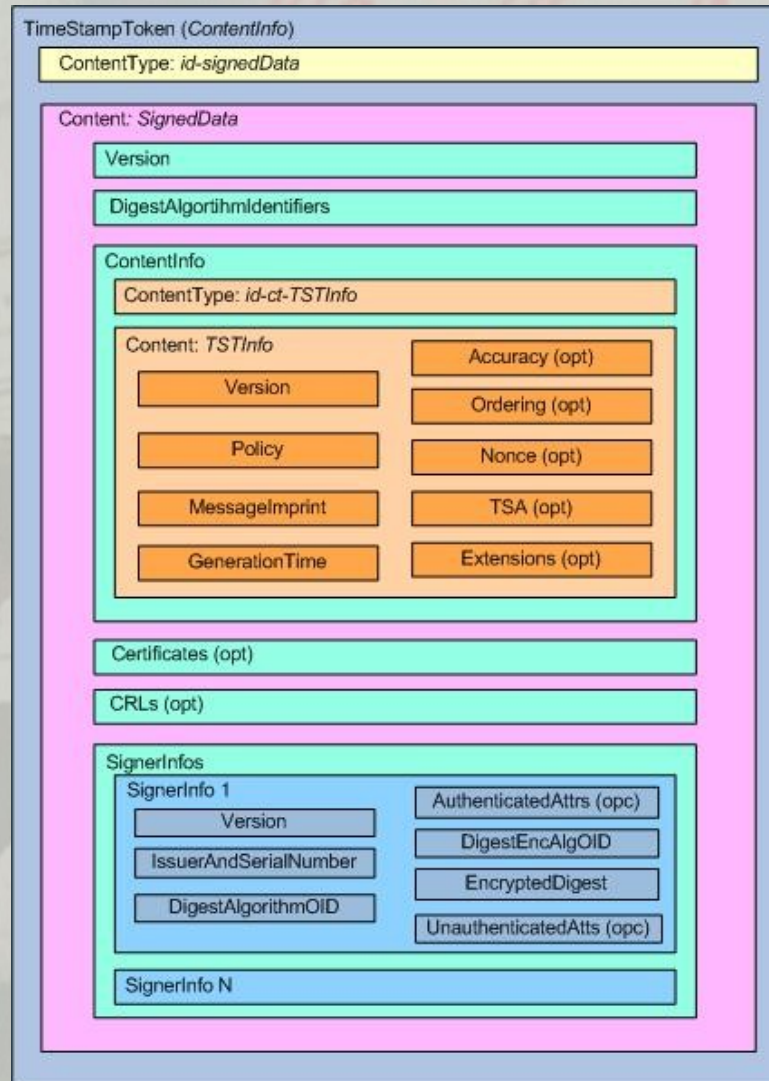 TimeStampToken (ContentInfo)
ContentType: id-signedData
Content: SignedData
Version
DigestAlgortihmIdentifiers
ContentInfo
ContentType: id-ct-TSTInfo
Content: TSTInfo
Version
Policy
MessageImprint
GenerationTime
Accuracy (opt)
Ordering (opt)
Nonce (opt)
TSA (opt)
Extensions (opt)
Certificates (opt)
CRLs (opt)
SignerInfos
SignerInfo 1
Version
IssuerAndSerialNumber
DigestAlgorithmOID
AuthenticatedAttrs (opc)
DigestEncAlgOID
EncryptedDigest
UnauthenticatedAtts (opc)
SignerInfo N